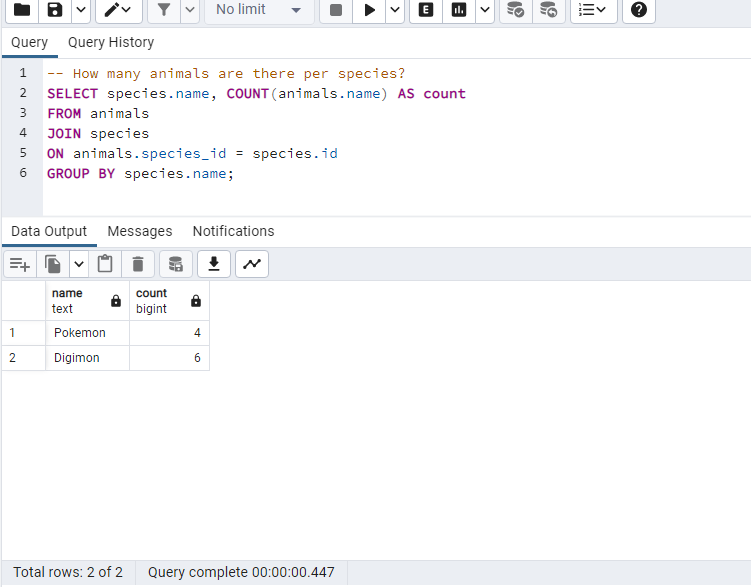 No limit
E
Query Query History
1 -- How many animals are there per species?
2 SELECT species.name, COUNT(animals.name) AS count
3 FROM animals
4 JOIN species
5 ON animals.species_id = species.id
6 GROUP BY species.name;
Data Output Messages Notifications
name count
text bigint
1 Pokemon 4
2 Digimon 6
Total rows: 2 of 2 Query complete 00:00:00.447